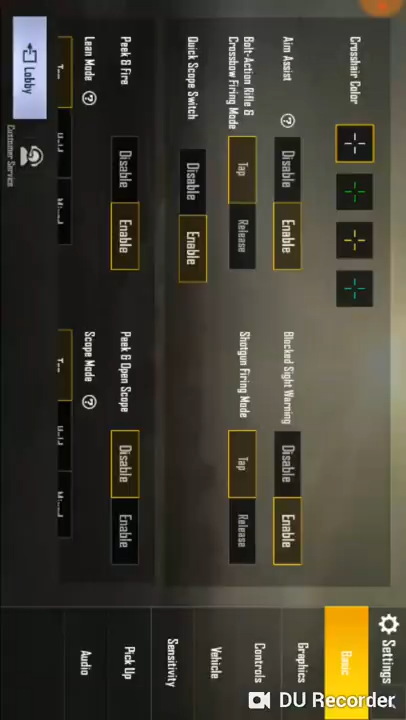 Crosshair Color
Aim Assist
Disable
Enable
Blocked Sight Warning
Disable
Enable
Bolt-Action Rifle &
Crossbow Firing Mode
Tap
Release
Shotgun Firing Mode
Tap
Release
Quick Scope Switch
Disable
Enable
Peek & Fire
Disable
Enable
Peek & Open Scope
Disable
Enable
Lean Mode
Scope Mode
Lobby
Customer Service
Settings
Basic
Graphics
Controls
Vehicle
Sensitivity
Pick Up
Audio
DU Recorder